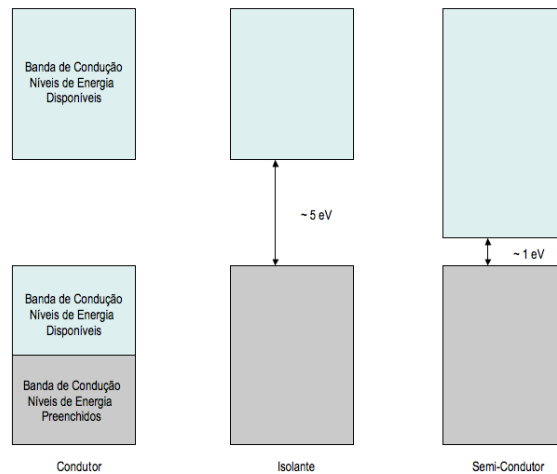 Banda de Condução
Níveis de Energia
Disponíveis
~ 5 eV
~ 1 eV
Banda de Condução
Níveis de Energia
Disponíveis
Banda de Condução
Níveis de Energia
Preenchidos
Condutor
Isolante
Semi-Condutor